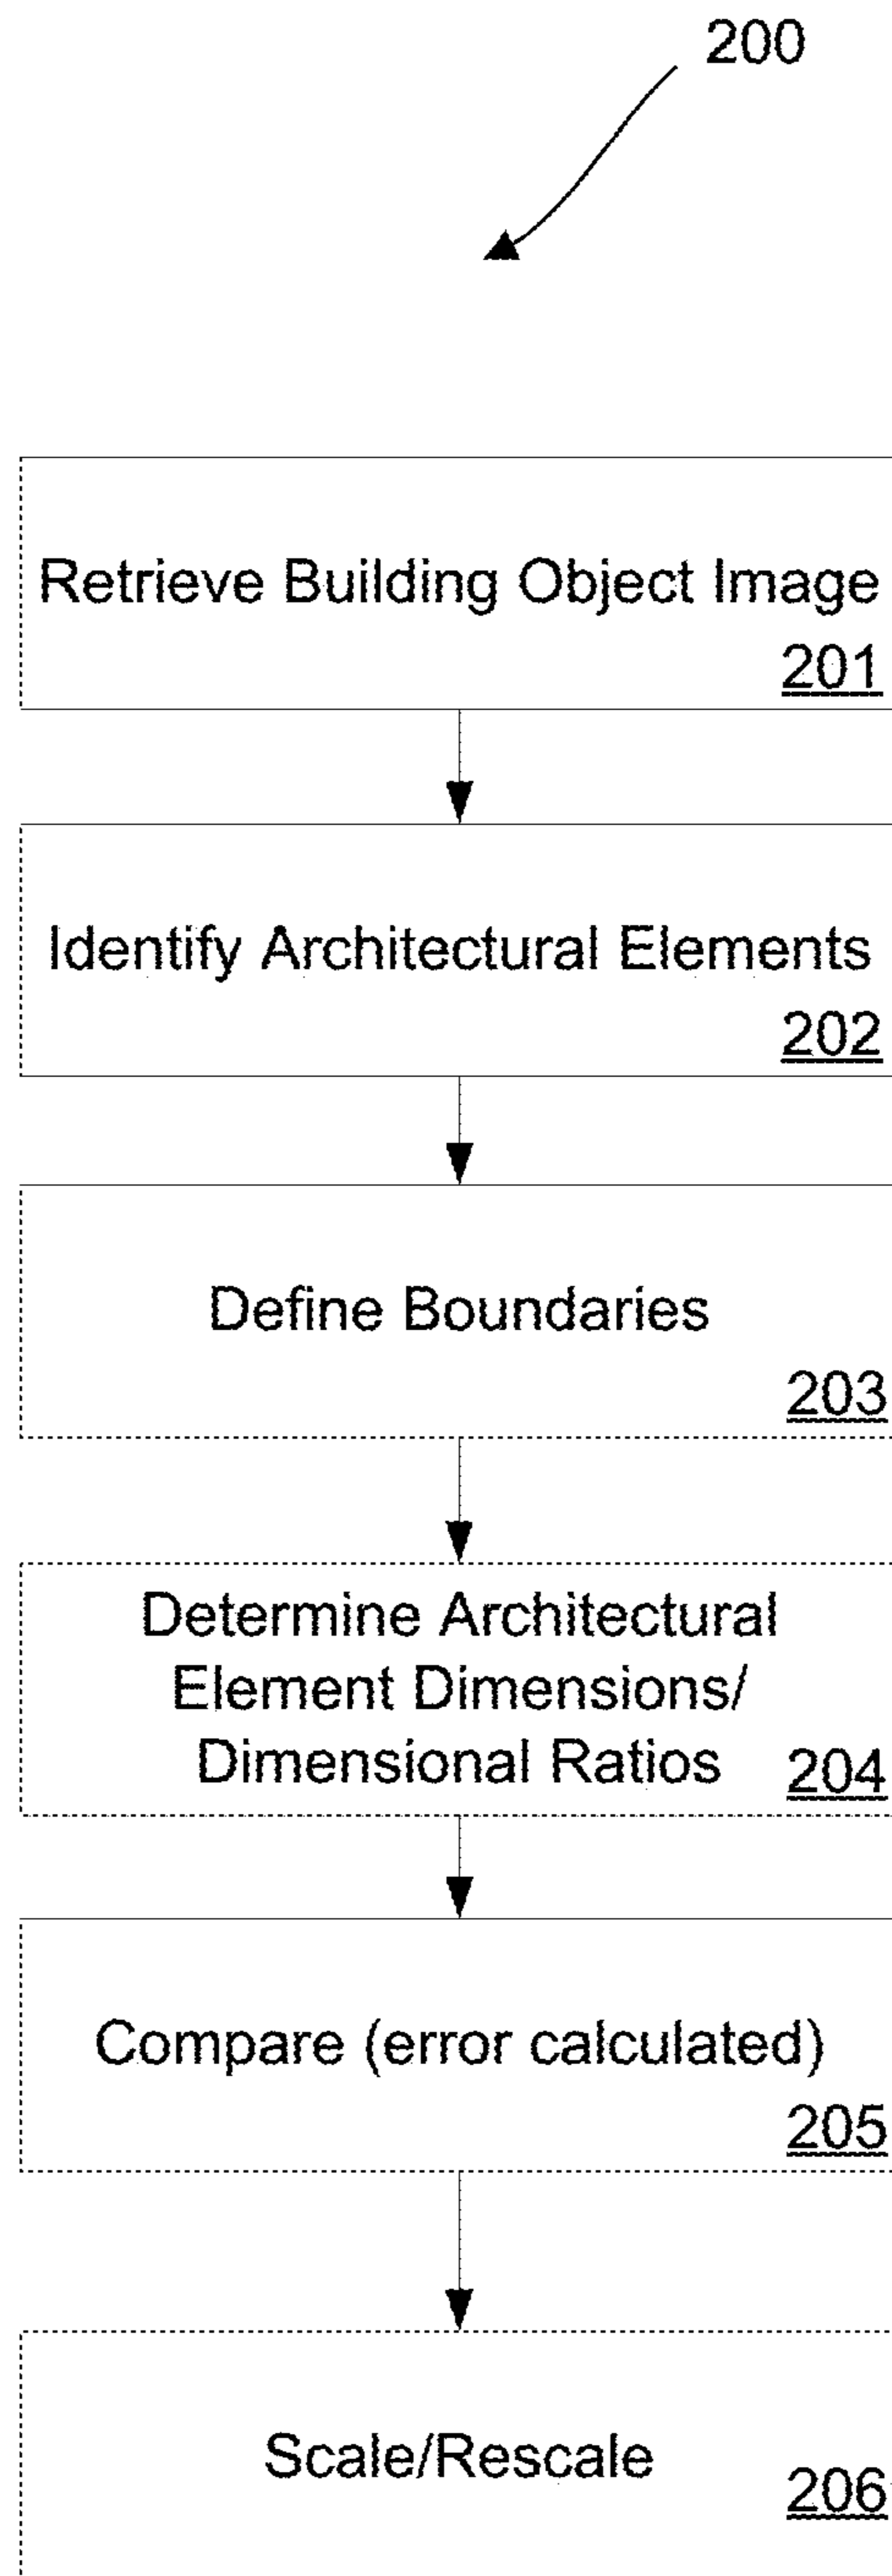 200
Retrieve Building Object Image
201
Identify Architectural Elements
202
Define Boundaries
203
Determine Architectural
Element Dimensions/
Dimensional Ratios
204
Compare (error calculated)
205
Scale/Rescale
206